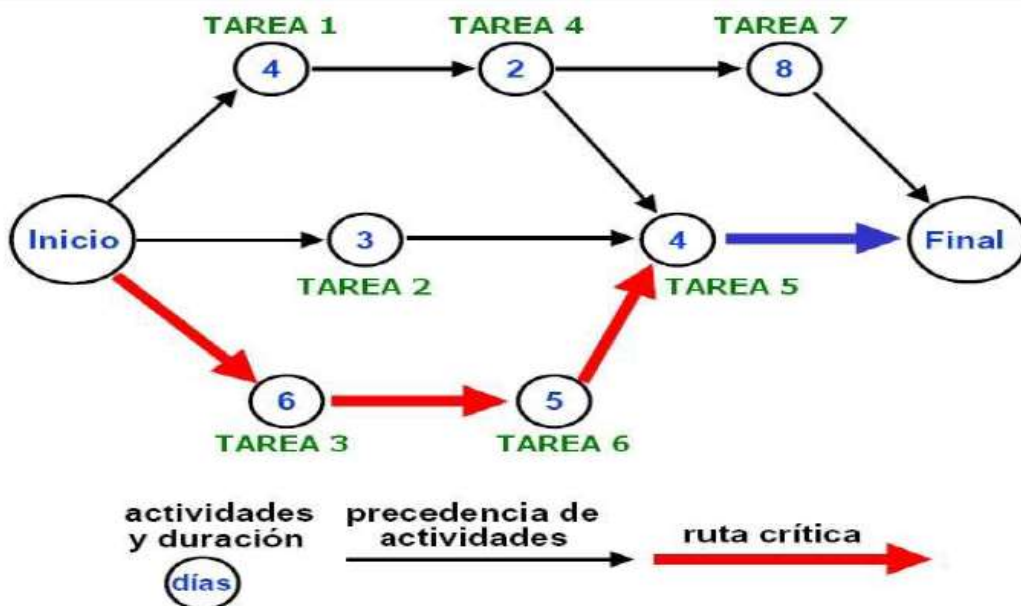 TAREA 1
TAREA 4
TAREA 7
4
2
8
Inicio
3
4
Final
TAREA 2
TAREA 5
6
5
TAREA 3
TAREA 6
actividades
y duración
días
precedencia de
actividades
ruta crítica